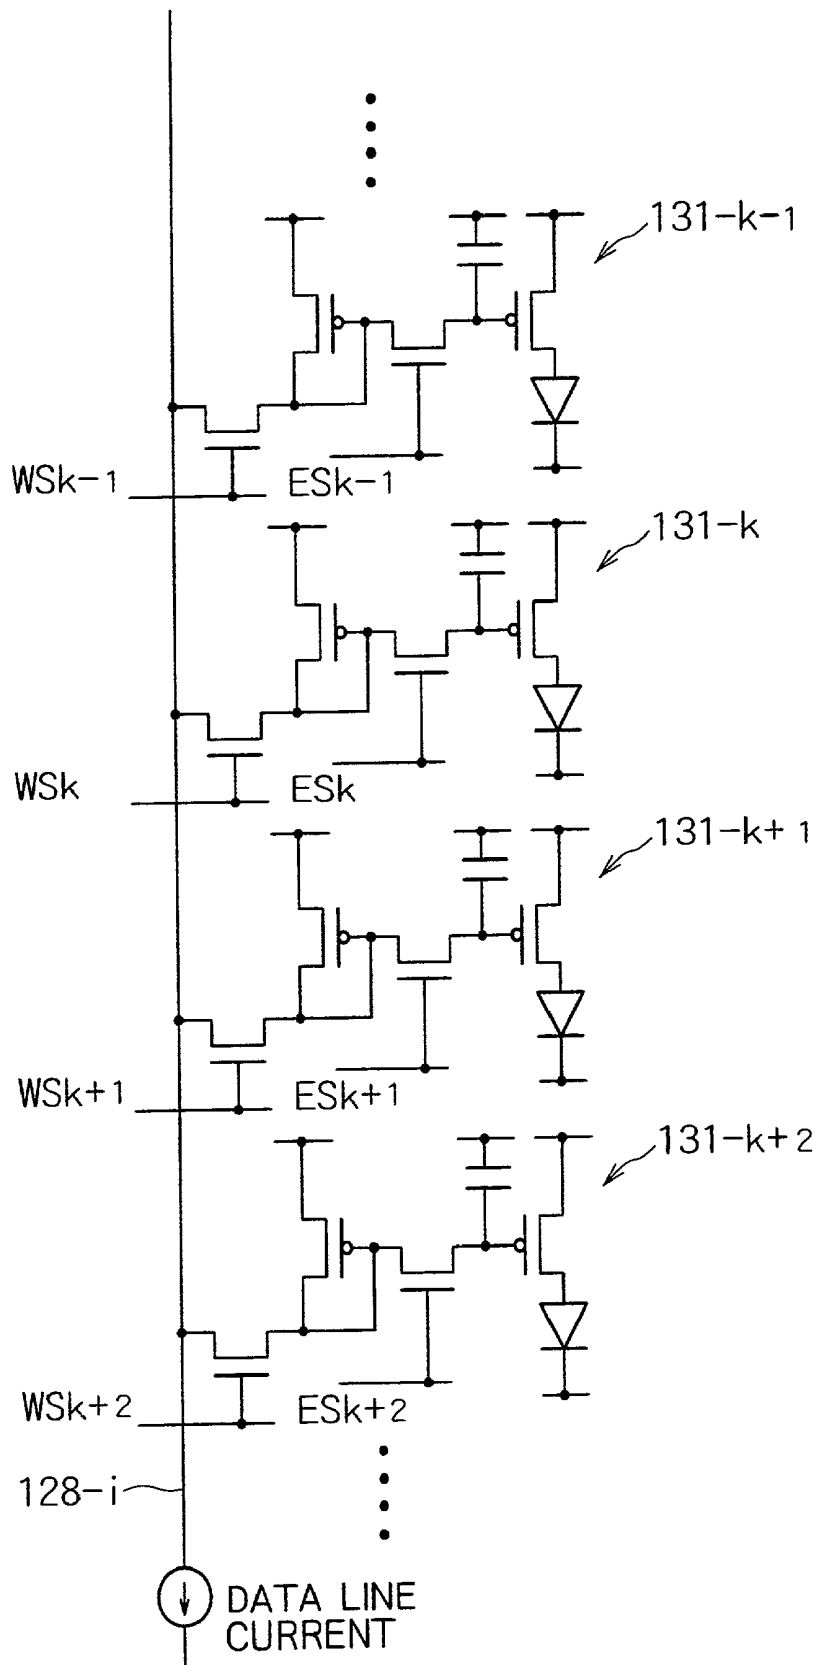 131-k-1
WSk-1
ESk-1
131-k
WSk
ESk
131-k+1
WSk+1
ESk+1
131-k+2
WSk+2
ESk+2
128-i
DATA LINE
CURRENT